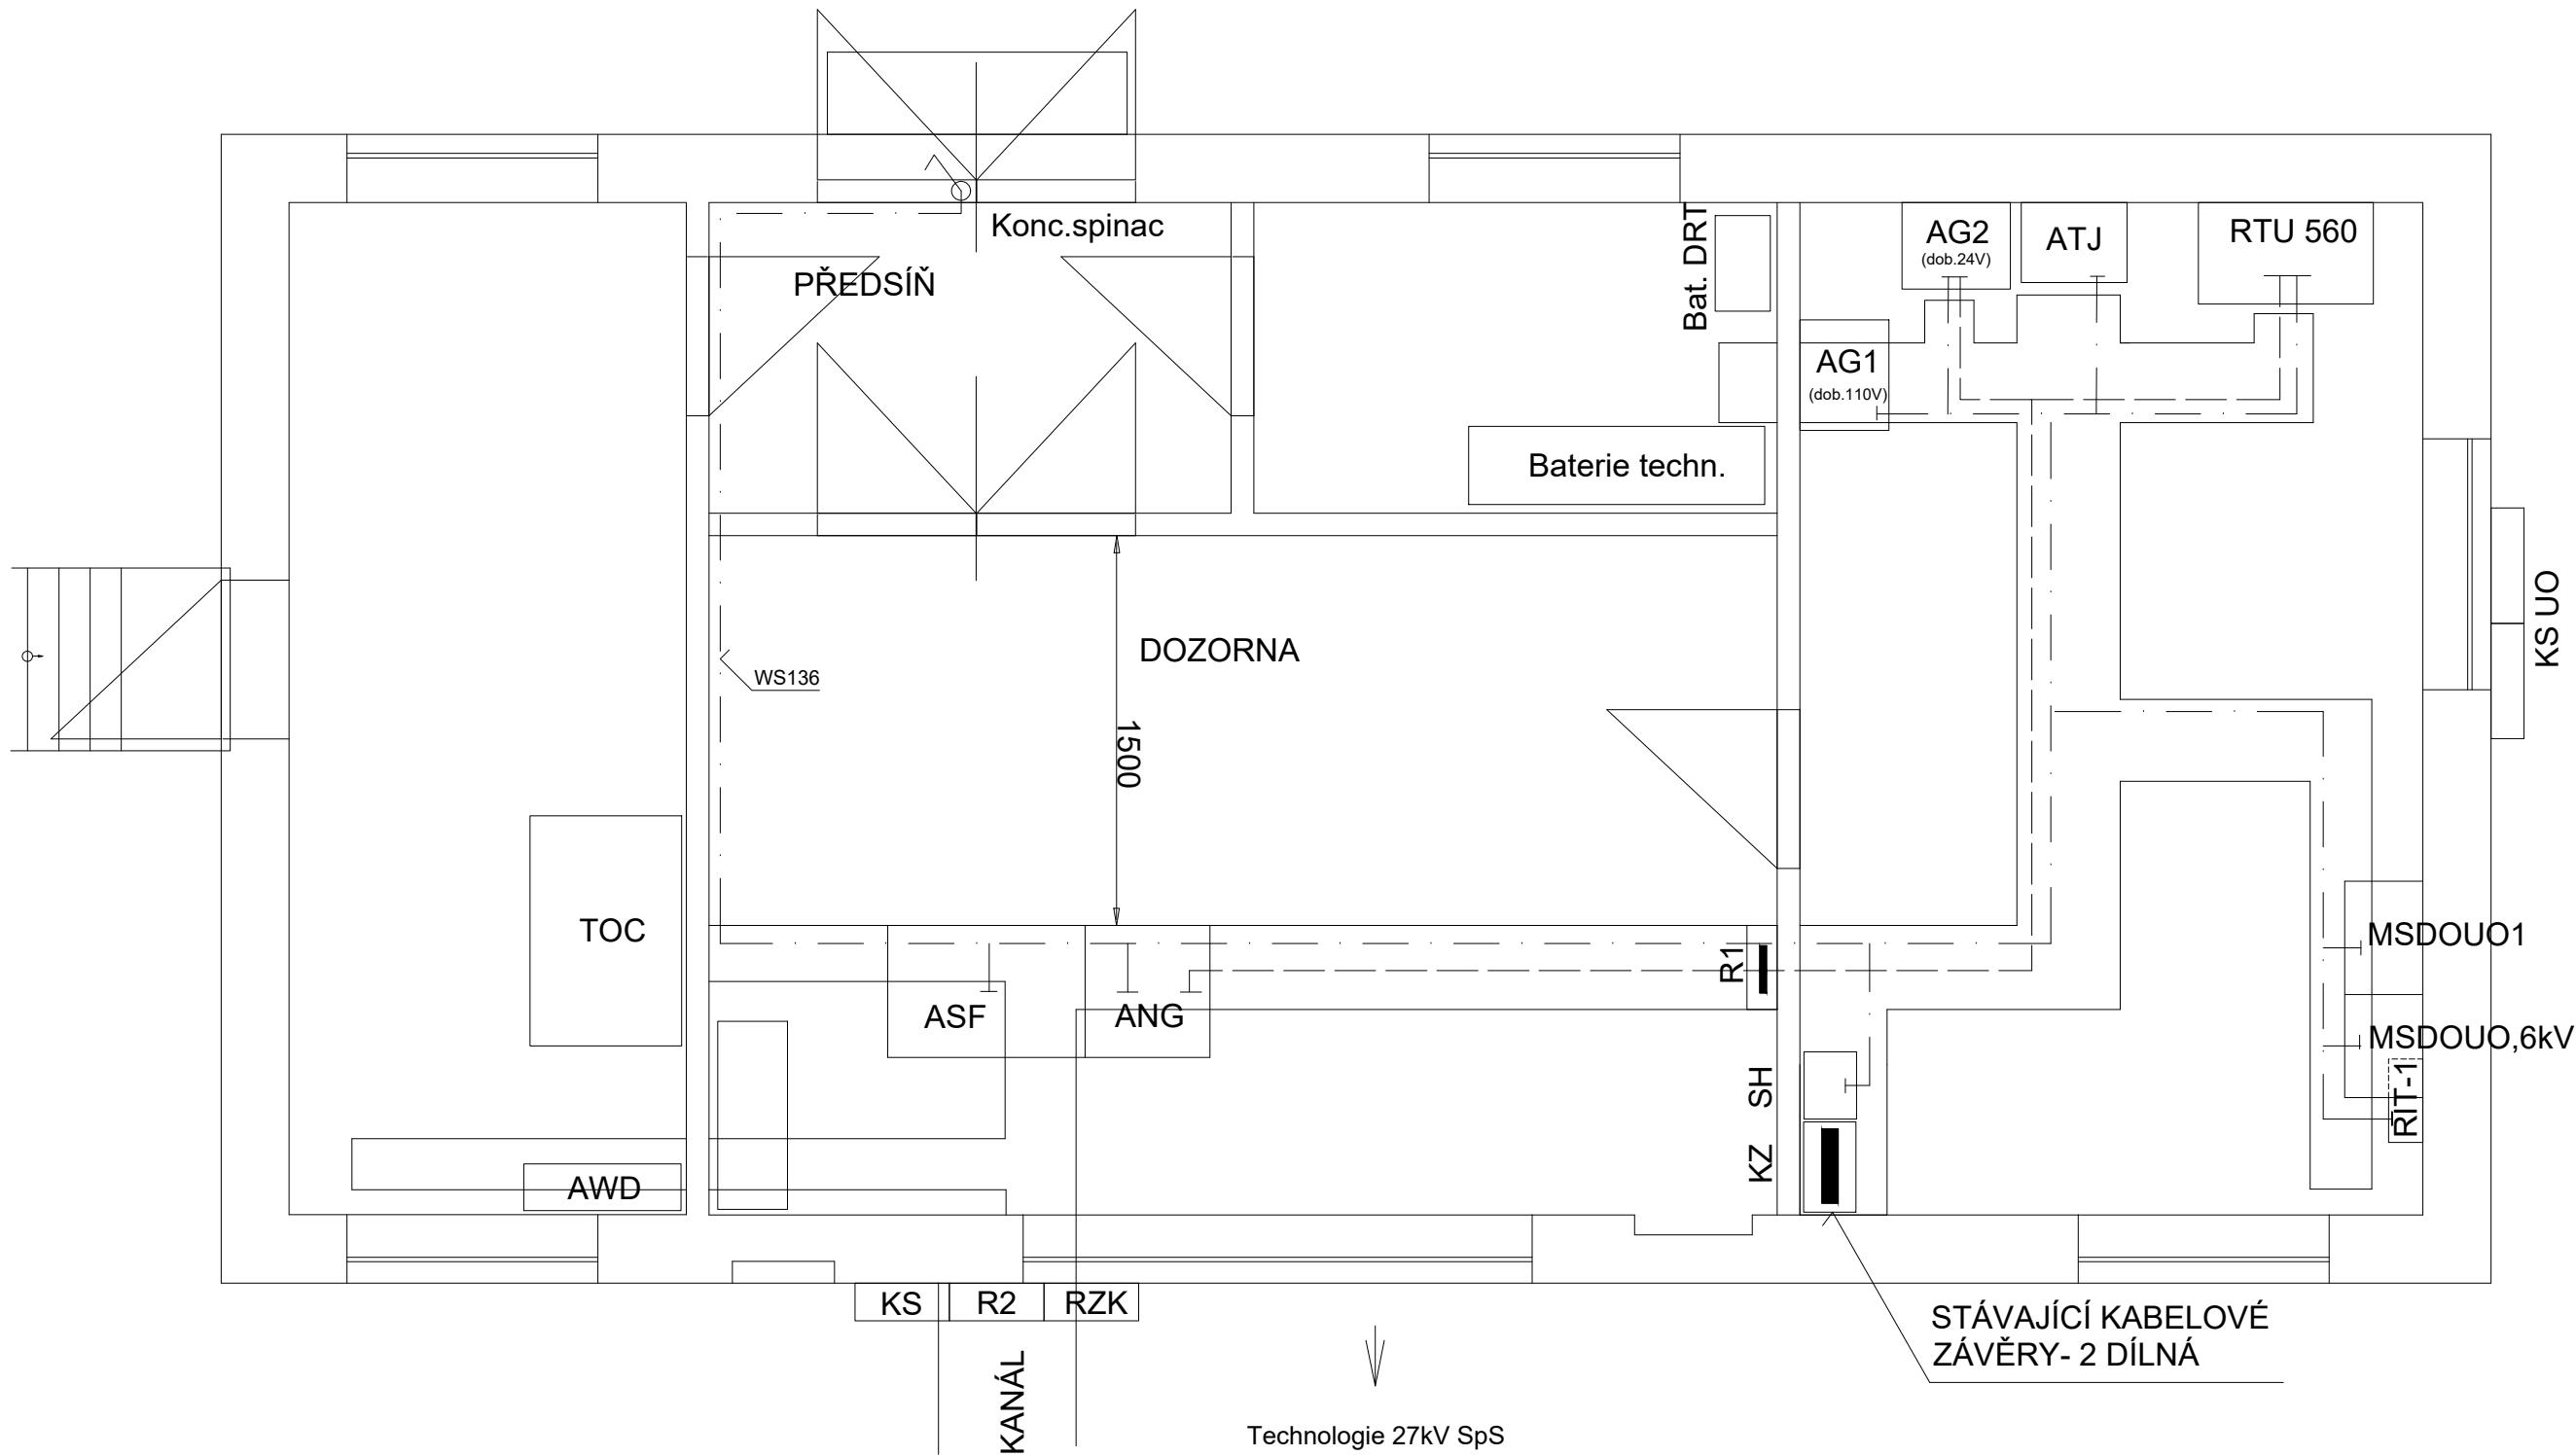 Konc.spinac
PŘEDSÍŇ
Bat. DRT
AG2
(dob.24V)
ATJ
RTU 560
AG1
(dob.110V)
Baterie techn.
KS UO
DOZORNA
WS136
1500
TOC
ASF
ANG
R1
MSDOUO1
MSDOUO,6kV
RIT-1
SH
KZ
AWD
KS
R2
RZK
KANÁL
STÁVAJÍCÍ KABELOVÉ
ZÁVĚRY- 2 DÍLNÁ
Technologie 27kV SpS